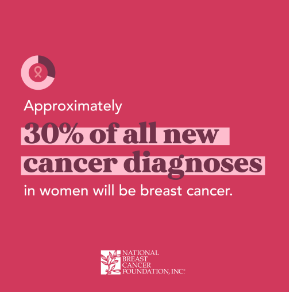 Approximately
30% of all new
cancer diagnoses
in women will be breast cancer.
NATIONAL
BREAST
CANCER
FOUNDATION, INC.®